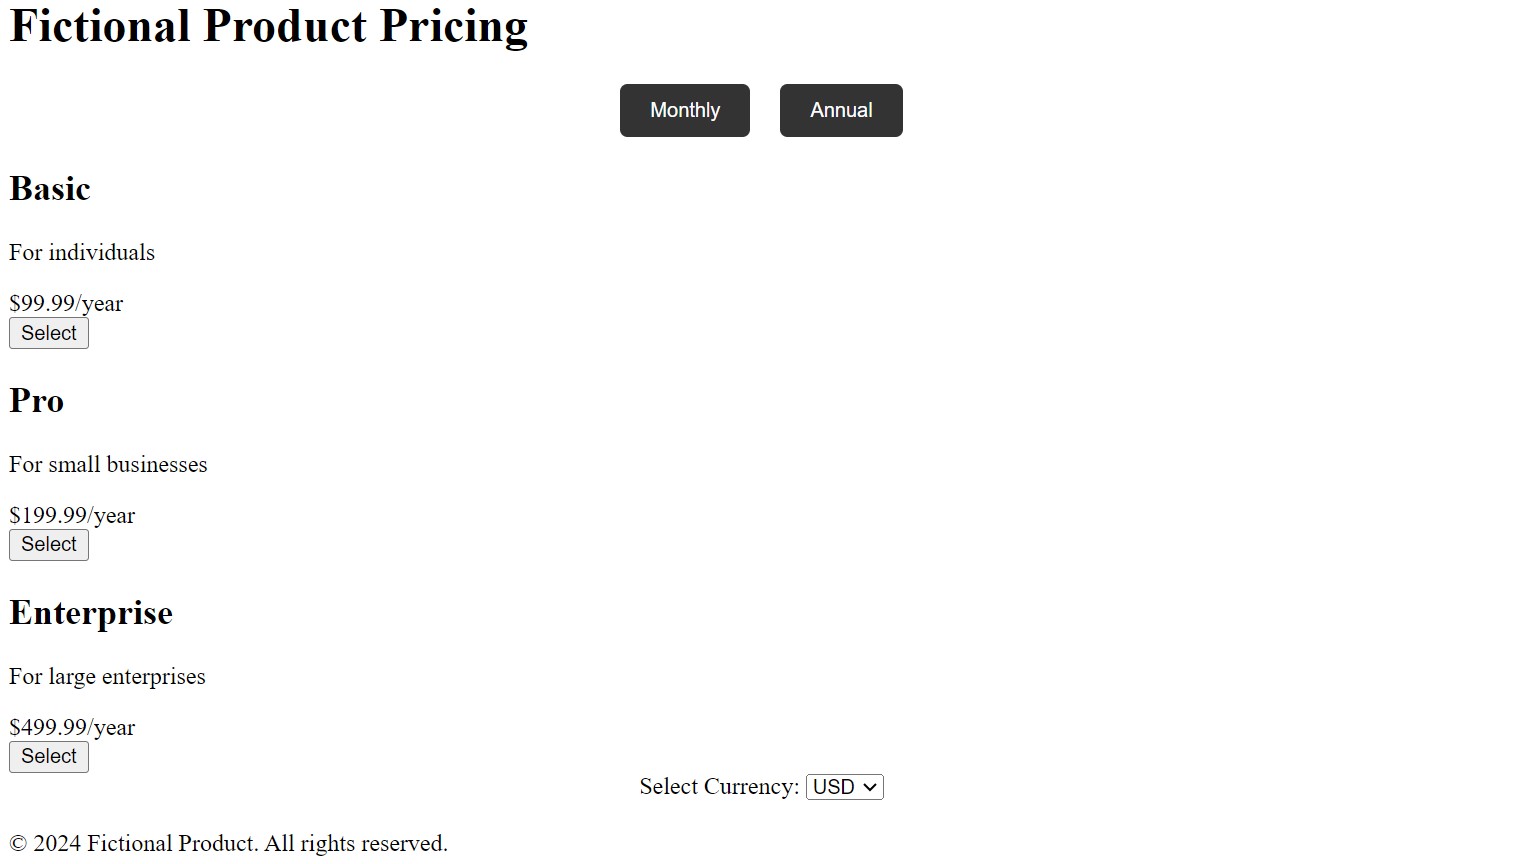 Fictional Product Pricing
Monthly Annual
Basic
For individuals
$99.99/year
Select
Pro
For small businesses
$199.99/year
Select
Enterprise
For large enterprises
$499.99/year
Select
Select Currency: USD
© 2024 Fictional Product. All rights reserved.